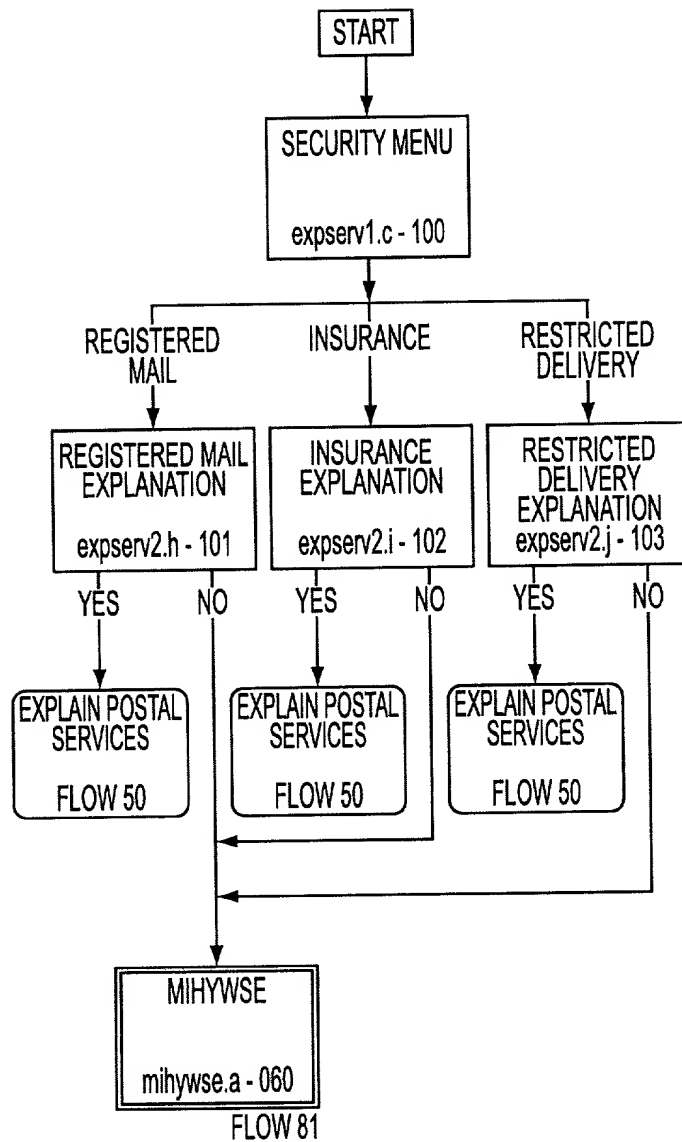 START
SECURITY MENU
expserv1.c - 100
REGISTERED
MAIL
INSURANCE
RESTRICTED
DELIVERY
REGISTERED MAIL
EXPLANATION
expserv2.h - 101
INSURANCE
EXPLANATION
expserv2.i - 102
RESTRICTED
DELIVERY
EXPLANATION
expserv2.j - 103
YES
NO
YES
NO
YES
NO
EXPLAIN POSTAL
SERVICES
FLOW 50
EXPLAIN POSTAL
SERVICES
FLOW 50
EXPLAIN POSTAL
SERVICES
FLOW 50
MIHYWSE
mihywse.a - 060
FLOW 81